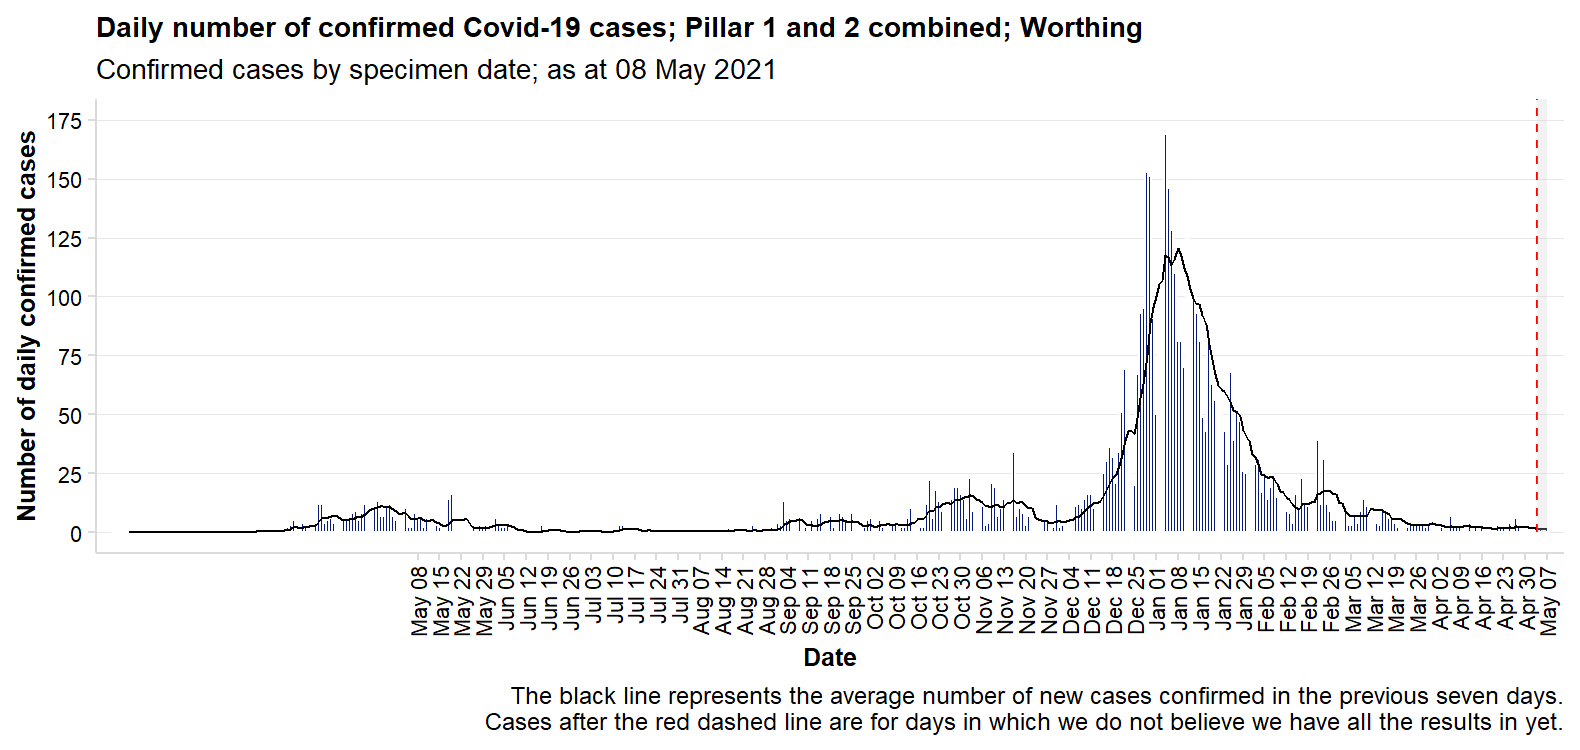 Daily number of confirmed Covid-19 cases; Pillar 1 and 2 combined; Worthing
Confirmed cases by specimen date; as at 08 May 2021
Number of daily confirmed cases
175
150
125
100
75
50
25
0
May 08
May 15
May 22
May 29
Jun 05
Jun 12
Jun 19
Jun 26
Jul 03
Jul 10
Jul 17
Jul 24
Jul 31
Aug 07
Aug 14
Aug 21
Aug 28
Sep 04
Sep 11
Sep 18
Sep 25
Oct 02
Oct 09
Oct 16
Oct 23
Oct 30
Nov 06
Nov 13
Nov 20
Nov 27
Dec 04
Dec 11
Dec 18
Dec 25
Jan 01
Jan 08
Jan 15
Jan 22
Jan 29
Feb 05
Feb 12
Feb 19
Feb 26
Mar 05
Mar 12
Mar 19
Mar 26
Apr 02
Apr 09
Apr 16
Apr 23
Apr 30
May 07
Date
The black line represents the average number of new cases confirmed in the previous seven days.
Cases after the red dashed line are for days in which we do not believe we have all the results in yet.